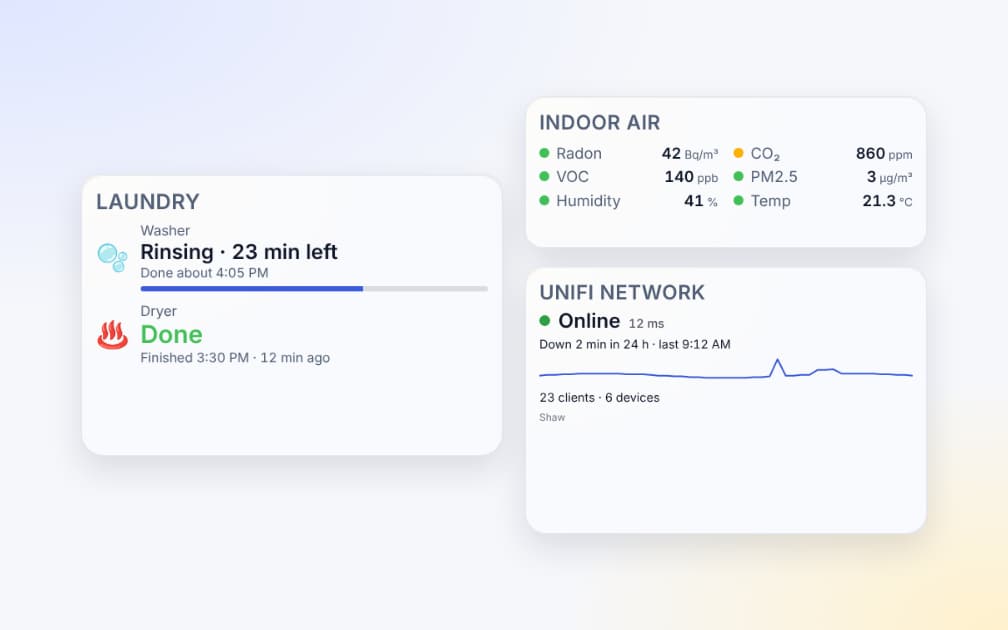 LAUNDRY
Washer
Rinsing · 23 min left
Done about 4:05 PM
Dryer
Done
Finished 3:30 PM · 12 min ago
INDOOR AIR
Radon 42 Bq/m³ CO₂ 860 ppm
VOC 140 ppb PM2.5 3 µg/m³
Humidity 41 % Temp 21.3 °C
UNIFI NETWORK
Online 12 ms
Down 2 min in 24 h · last 9:12 AM
23 clients · 6 devices
Shaw